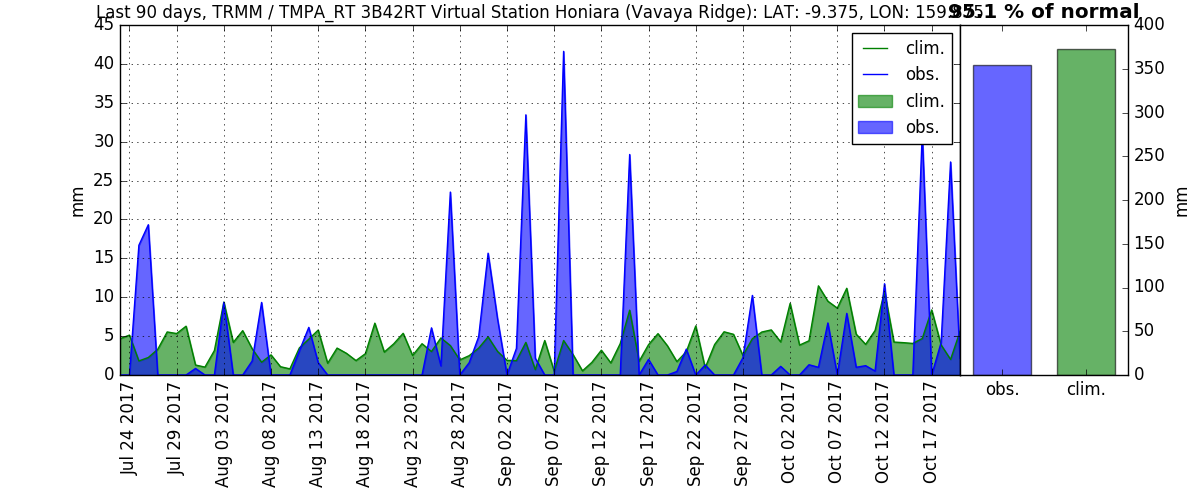 Last 90 days, TRMM / TMPA_RT 3B42RT Virtual Station Honiara (Vavaya Ridge): LAT: -9.375, LON: 159.875
95.1 % of normal
45
40
35
30
25
20
15
10
5
0
mm
clim.
obs.
clim.
obs.
400
350
300
250
200
150
100
50
0
mm
Jul 24 2017
Jul 29 2017
Aug 03 2017
Aug 08 2017
Aug 13 2017
Aug 18 2017
Aug 23 2017
Aug 28 2017
Sep 02 2017
Sep 07 2017
Sep 12 2017
Sep 17 2017
Sep 22 2017
Sep 27 2017
Oct 02 2017
Oct 07 2017
Oct 12 2017
Oct 17 2017
obs.
clim.